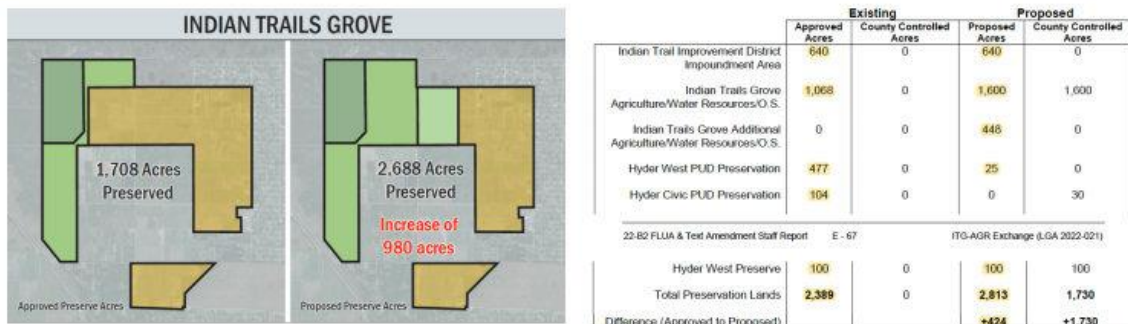 INDIAN TRAILS GROVE
1,708 Acres
Preserved
Approved Preserve Acres
2,688 Acres
Preserved
Increase of
980 acres
Proposed Preserve Acres
Existing Proposed
Approved Acres County Controlled Acres Proposed Acres County Controlled Acres
Indian Trail Improvement District Impoundment Area 640 0 640 0
Indian Trails Grove Agriculture/Water Resources/O.S. 1,068 0 1,600 1,600
Indian Trails Grove Additional Agriculture/Water Resources/O.S. 0 0 448 0
Hyder West PUD Preservation 477 0 25 0
Hyder Civic PUD Preservation 104 0 0 30
22-B2 FLUA & Text Amendment Staff Report E - 67 ITG-AGR Exchange (LGA 2022-021)
Hyder West Preserve 100 0 100 100
Total Preservation Lands 2,389 0 2,813 1,730
Difference (Approved to Proposed) +424 +1,730